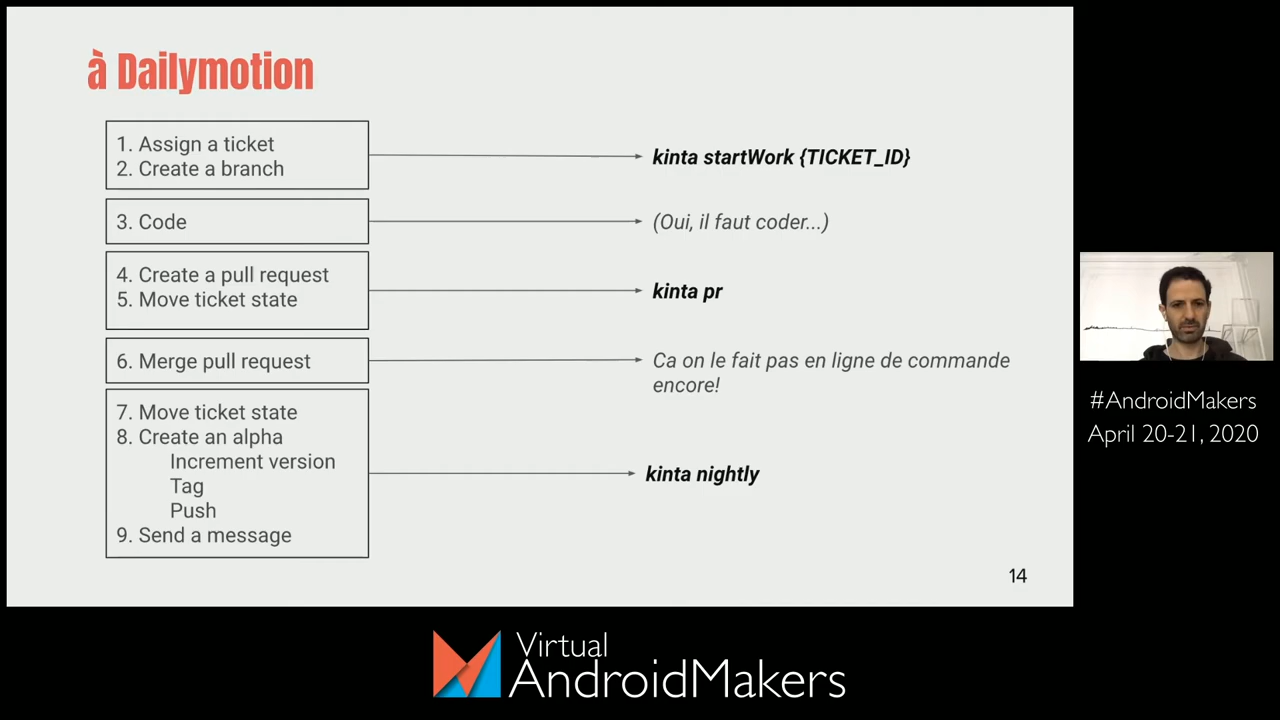 à Dailymotion
1. Assign a ticket
2. Create a branch
kinta startWork {TICKET_ID}
3. Code
(Oui, il faut coder...)
4. Create a pull request
5. Move ticket state
kinta pr
6. Merge pull request
Ca on le fait pas en ligne de commande
encore!
7. Move ticket state
8. Create an alpha
Increment version
Tag
Push
9. Send a message
kinta nightly
14
#AndroidMakers
April 20-21, 2020
Virtual
AndroidMakers